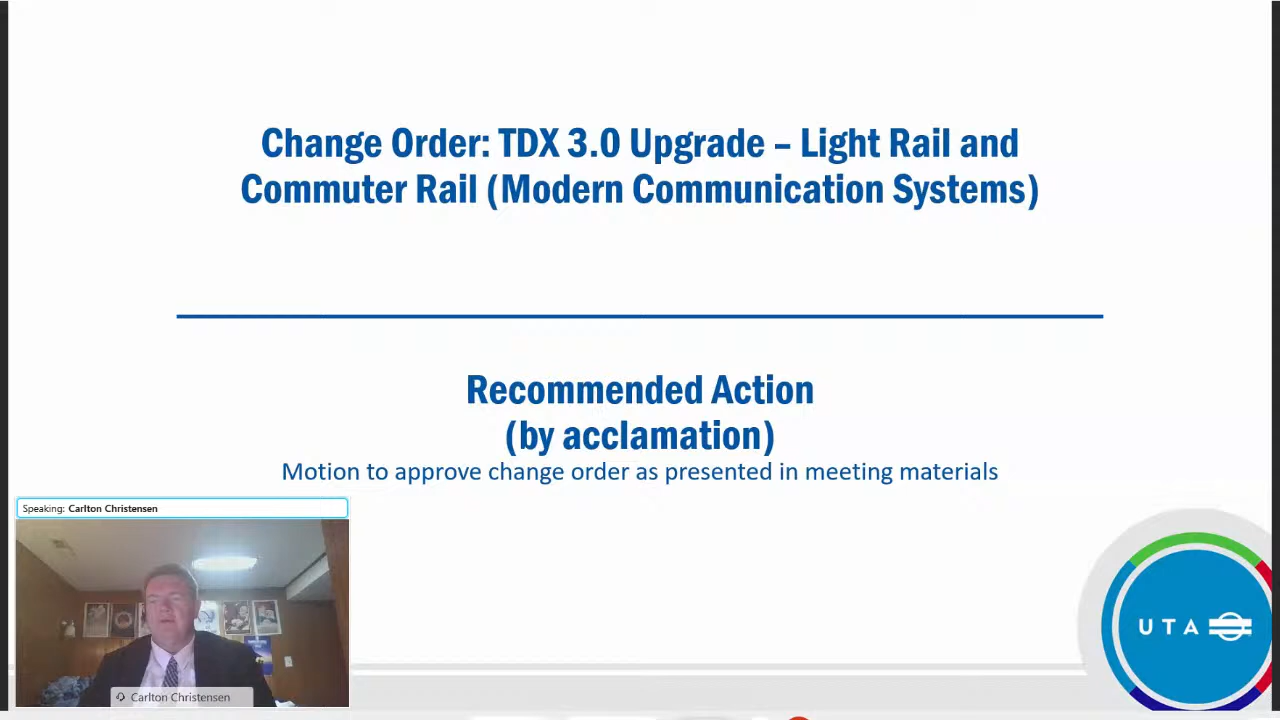 Change Order: TDX 3.0 Upgrade – Light Rail and
Commuter Rail (Modern Communication Systems)
Recommended Action
(by acclamation)
Motion to approve change order as presented in meeting materials
Speaking: Carlton Christensen
Carlton Christensen
UTA